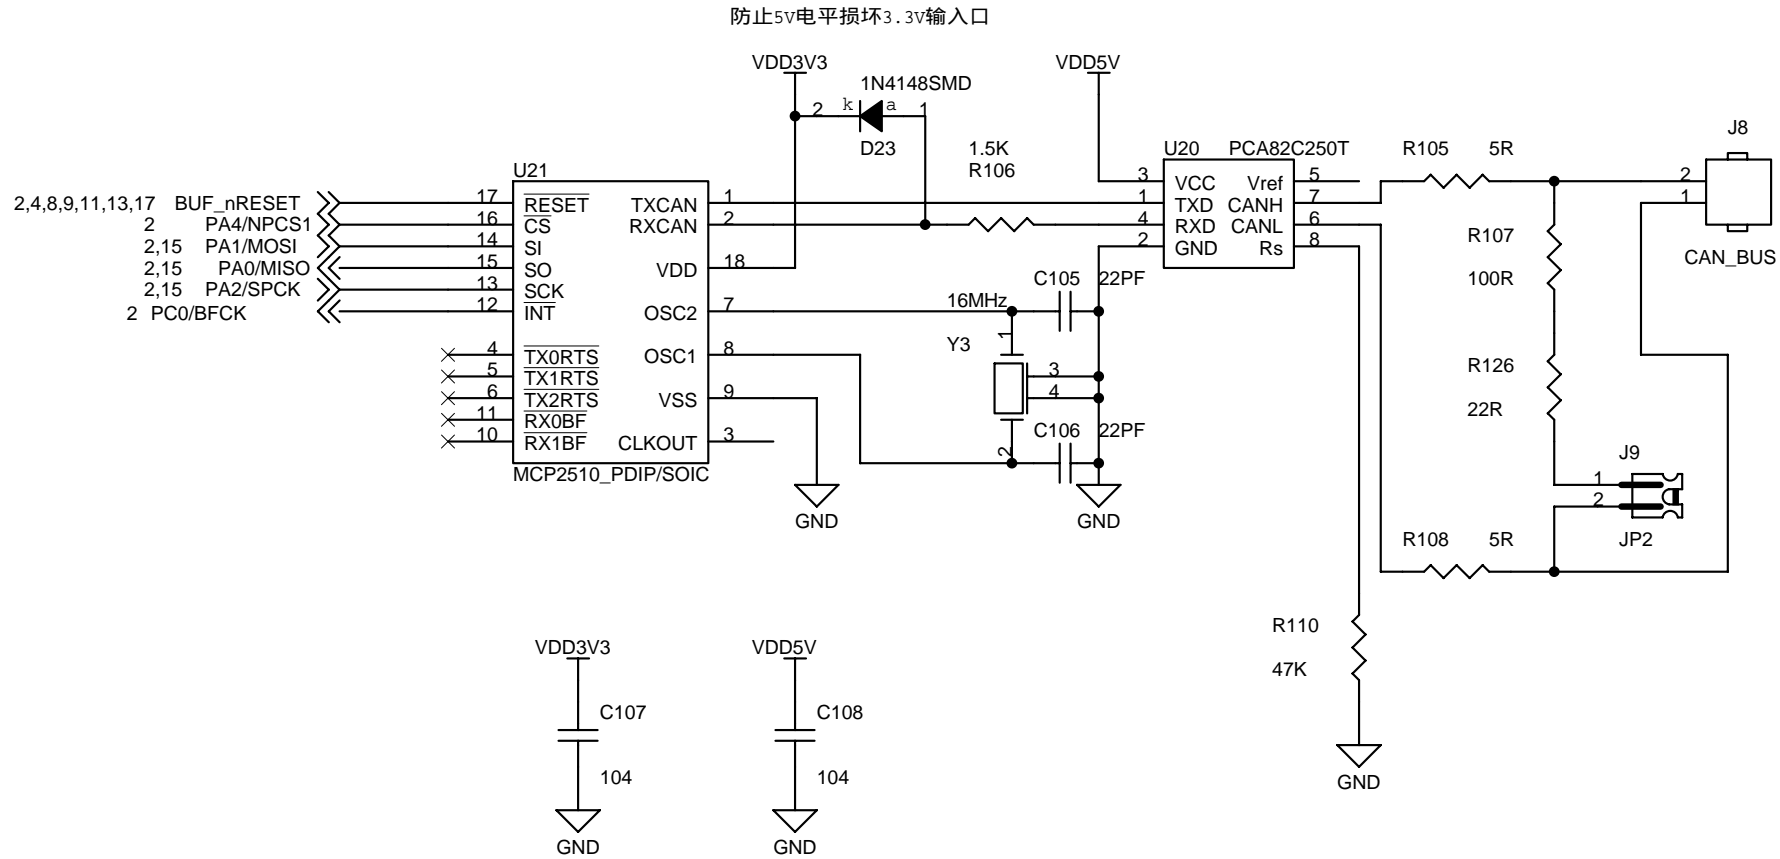 防止5V电平损坏3.3V输入口
VDD3V3
VDD5V
1N4148SMD
2 k a 1
D23
1.5K
R106
U21
2,4,8,9,11,13,17 BUF_nRESET 17 RESET
2 PA4/NPCS1 16 CS
2,15 PA1/MOSI 14 SI
2,15 PA0/MISO 15 SO
2,15 PA2/SPCK 13 SCK
2 PC0/BFCK 12 INT
4 TX0RTS
5 TX1RTS
6 TX2RTS
11 RX0BF
10 RX1BF
TXCAN 1
RXCAN 2
VDD 18
OSC2 7
OSC1 8
VSS 9
CLKOUT 3
MCP2510_PDIP/SOIC
GND
C105 22PF
16MHz
1
Y3
3
4
C106 22PF
2
GND
U20 PCA82C250T
3 VCC Vref 5
1 TXD CANH 7
4 RXD CANL 6
2 GND Rs 8
R105 5R
J8
2
1
CAN_BUS
R107
100R
R126
22R
J9
1
2
JP2
R108 5R
R110
47K
GND
VDD3V3
C107
104
GND
VDD5V
C108
104
GND